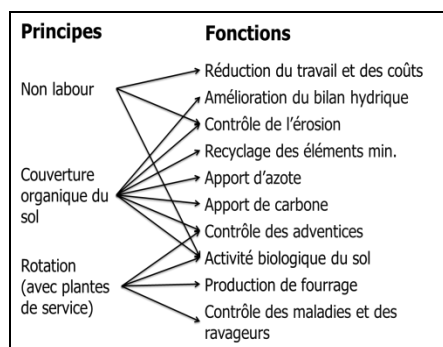 Principes
Fonctions
Non labour
Couverture
organique du
sol
Rotation
(avec plantes
de service)
Réduction du travail et des coûts
Amélioration du bilan hydrique
Contrôle de l'érosion
Recyclage des éléments min.
Apport d'azote
Apport de carbone
Contrôle des adventices
Activité biologique du sol
Production de fourrage
Contrôle des maladies et des
ravageurs